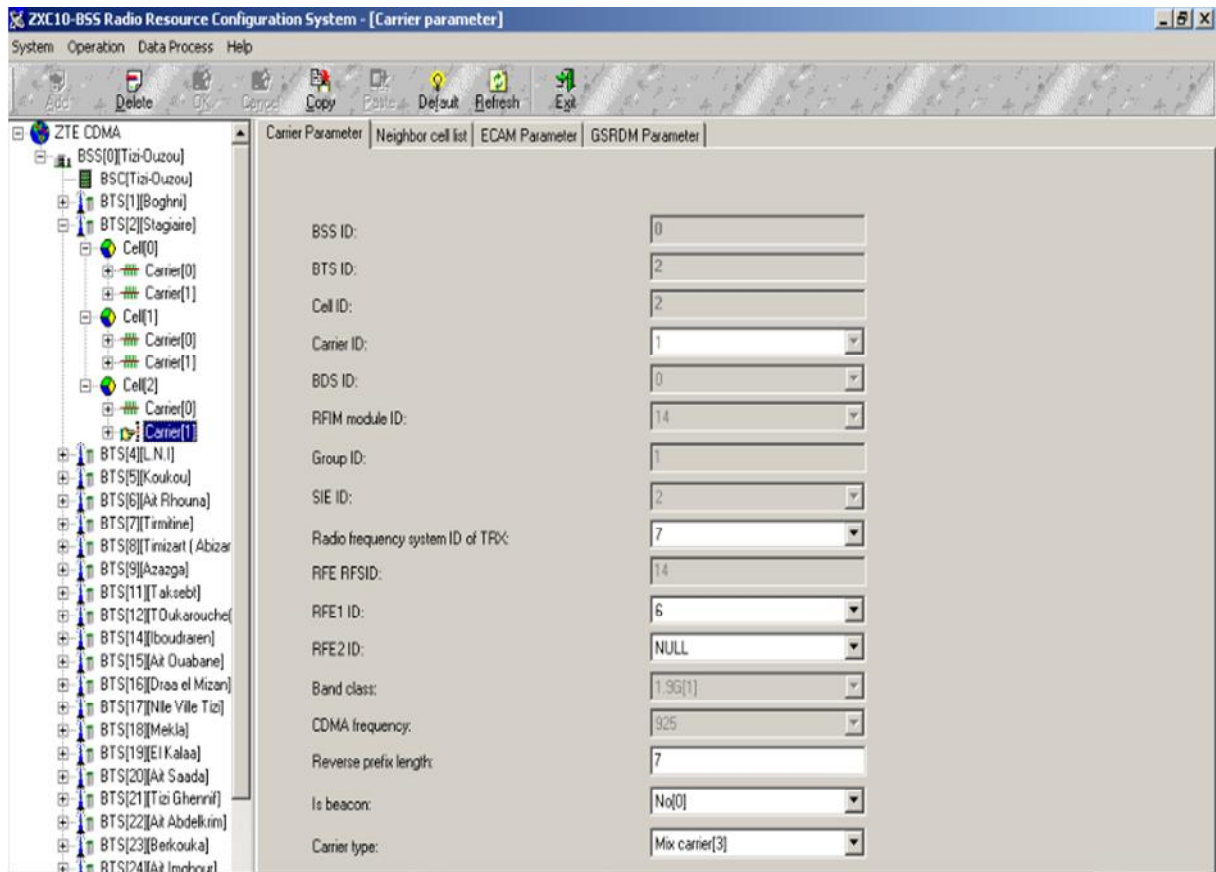 ZXC10-BSS Radio Resource Configuration System - [Carrier parameter]
System Operation Data Process Help
Add Delete OK Cancel Copy Paste Default Refresh Exit
ZTE CDMA
BSS[0][Tizi-Ouzou]
BSC[Tizi-Ouzou]
BTS[1][Boghni]
BTS[2][Stagiaire]
Cell[0]
Carrier[0]
Carrier[1]
Cell[1]
Carrier[0]
Carrier[1]
Cell[2]
Carrier[0]
Carrier[1]
BTS[4][L.N.I]
BTS[5][Koukou]
BTS[6][Ait Rhouna]
BTS[7][Tirmitine]
BTS[8][Timizart ( Abizar
BTS[9][Azazga]
BTS[11][Taksebt]
BTS[12][TOukarouche(
BTS[14][Iboudraren]
BTS[15][Ait Ouabane]
BTS[16][Draa el Mizan]
BTS[17][Nlle Ville Tizi]
BTS[18][Mekla]
BTS[19][El Kalaa]
BTS[20][Ait Saada]
BTS[21][Tizi Ghennif]
BTS[22][Ait Abdelkrim]
BTS[23][Berkouka]
BTS[24][Ait Imghour]
Carrier Parameter Neighbor cell list ECAM Parameter GSRDM Parameter
BSS ID: 0
BTS ID: 2
Cell ID: 2
Carrier ID: 1
BDS ID: 0
RFIM module ID: 14
Group ID: 1
SIE ID: 2
Radio frequency system ID of TRX: 7
RFE RFSID: 14
RFE1 ID: 6
RFE2 ID: NULL
Band class: 1.9G[1]
CDMA frequency: 925
Reverse prefix length: 7
Is beacon: No[0]
Carrier type: Mix carrier[3]